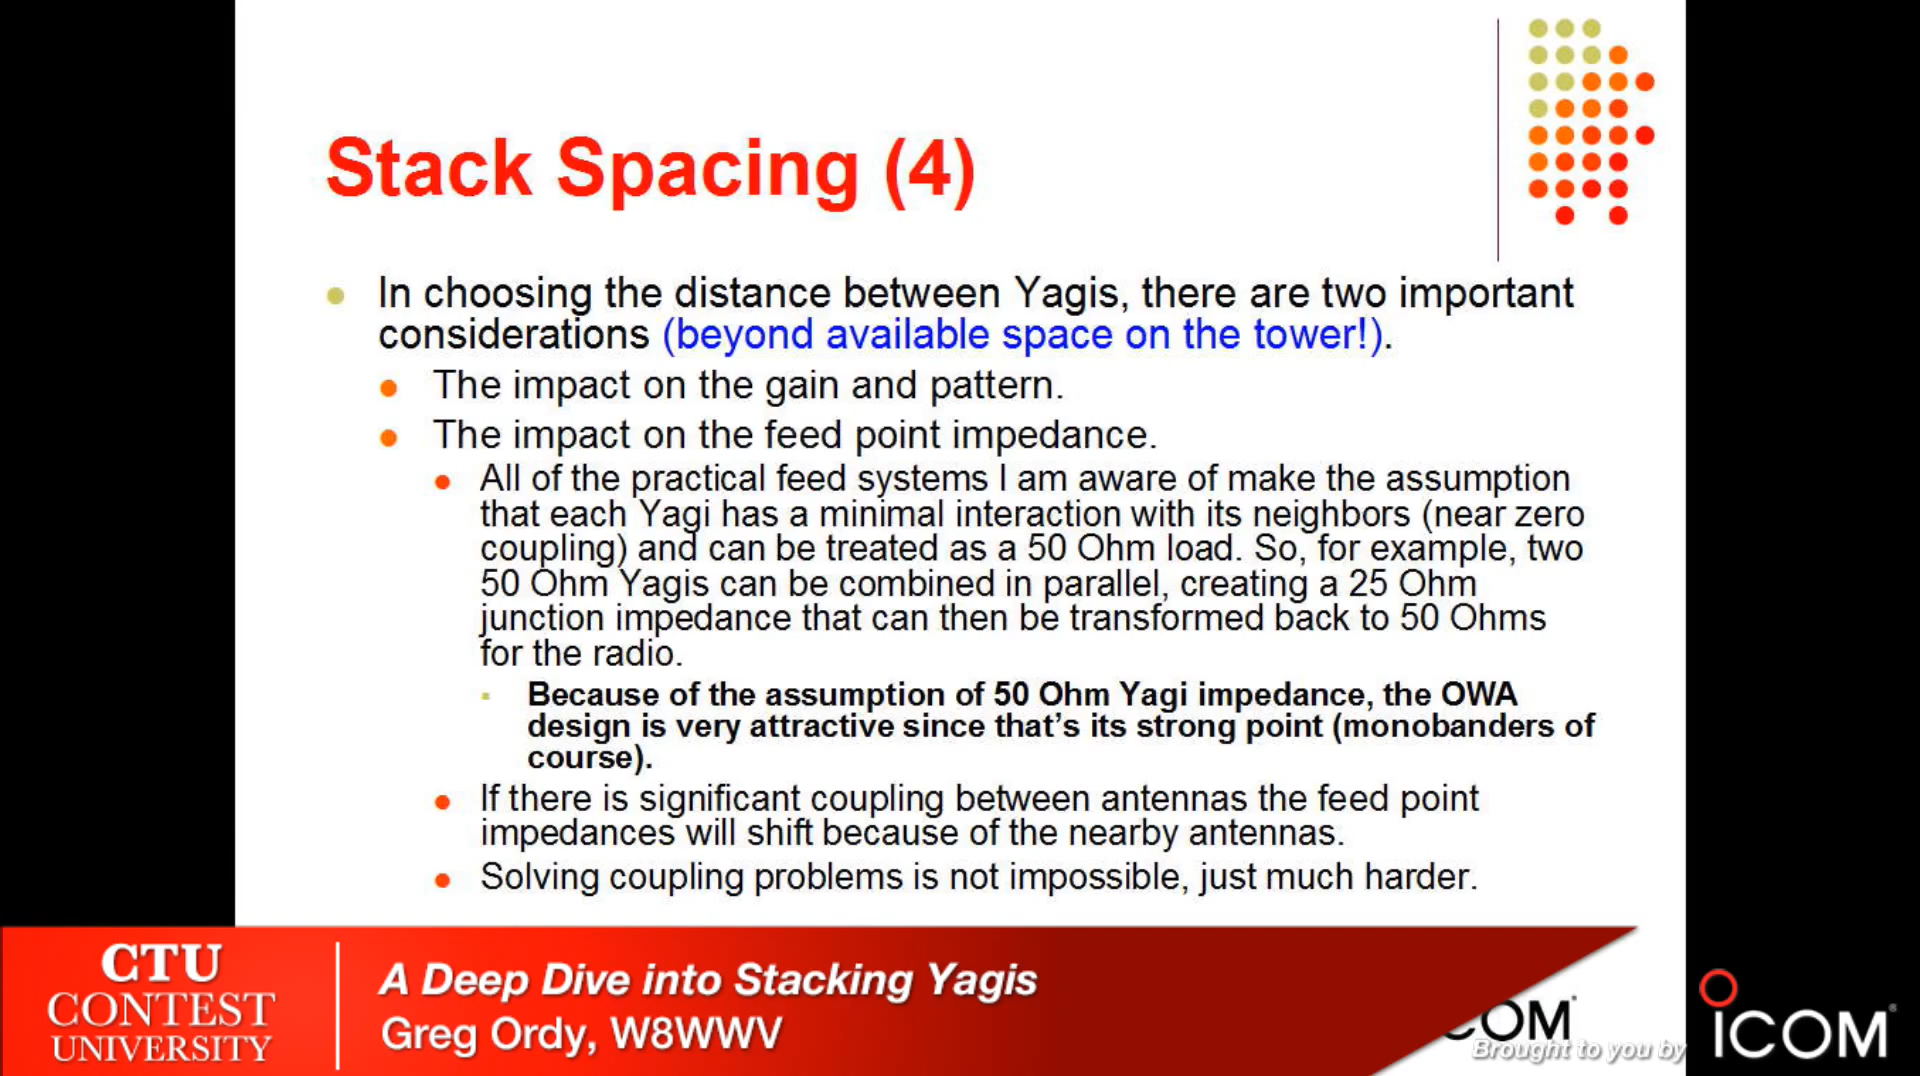 Stack Spacing (4)
In choosing the distance between Yagis, there are two important
considerations (beyond available space on the tower!).
The impact on the gain and pattern.
The impact on the feed point impedance.
All of the practical feed systems I am aware of make the assumption
that each Yagi has a minimal interaction with its neighbors (near zero
coupling) and can be treated as a 50 Ohm load. So, for example, two
50 Ohm Yagis can be combined in parallel, creating a 25 Ohm
junction impedance that can then be transformed back to 50 Ohms
for the radio.
Because of the assumption of 50 Ohm Yagi impedance, the OWA
design is very attractive since that's its strong point (monobanders of
course).
If there is significant coupling between antennas the feed point
impedances will shift because of the nearby antennas.
Solving coupling problems is not impossible, just much harder.
CTU
CONTEST
UNIVERSITY
A Deep Dive into Stacking Yagis
Greg Ordy, W8WWV
COM
Brought to you by
ICOM